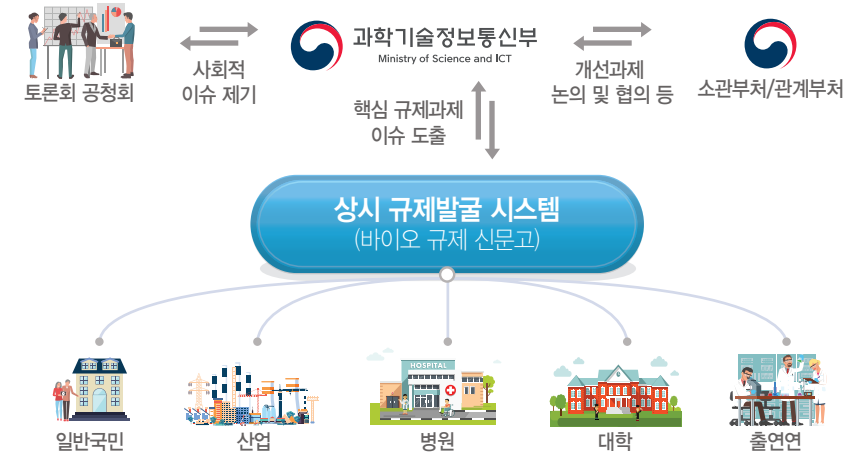 과학기술정보통신부
Ministry of Science and ICT
토론회 공청회
사회적
이슈 제기
개선과제
논의 및 협의 등
소관부처/관계부처
핵심 규제과제
이슈 도출
상시 규제발굴 시스템
(바이오 규제 신문고)
HOSPITAL
일반국민
산업
병원
대학
출연연